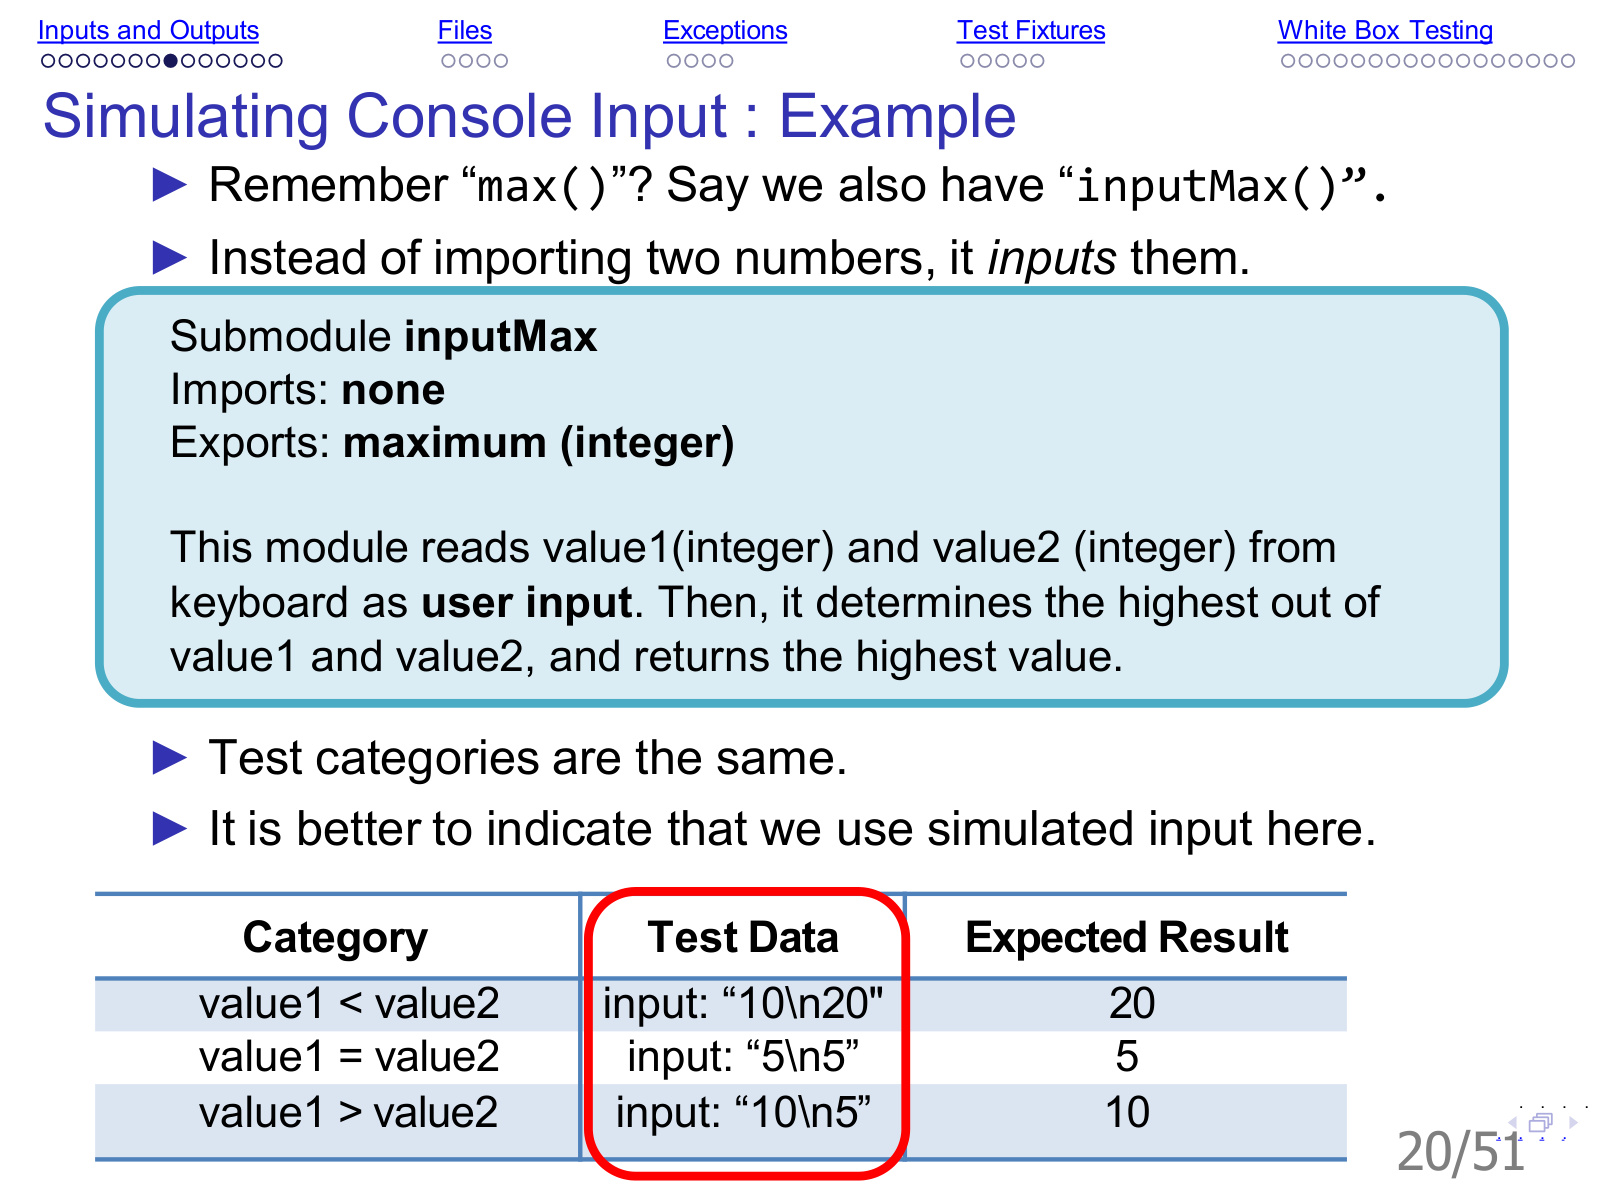 Inputs and Outputs Files Exceptions Test Fixtures White Box Testing
Simulating Console Input : Example
► Remember “max()”? Say we also have “inputMax()”.
► Instead of importing two numbers, it inputs them.
Submodule inputMax
Imports: none
Exports: maximum (integer)
This module reads value1(integer) and value2 (integer) from
keyboard as user input. Then, it determines the highest out of
value1 and value2, and returns the highest value.
► Test categories are the same.
► It is better to indicate that we use simulated input here.
Category Test Data Expected Result
value1 < value2 input: “10\n20" 20
value1 = value2 input: “5\n5” 5
value1 > value2 input: “10\n5” 10
20/51